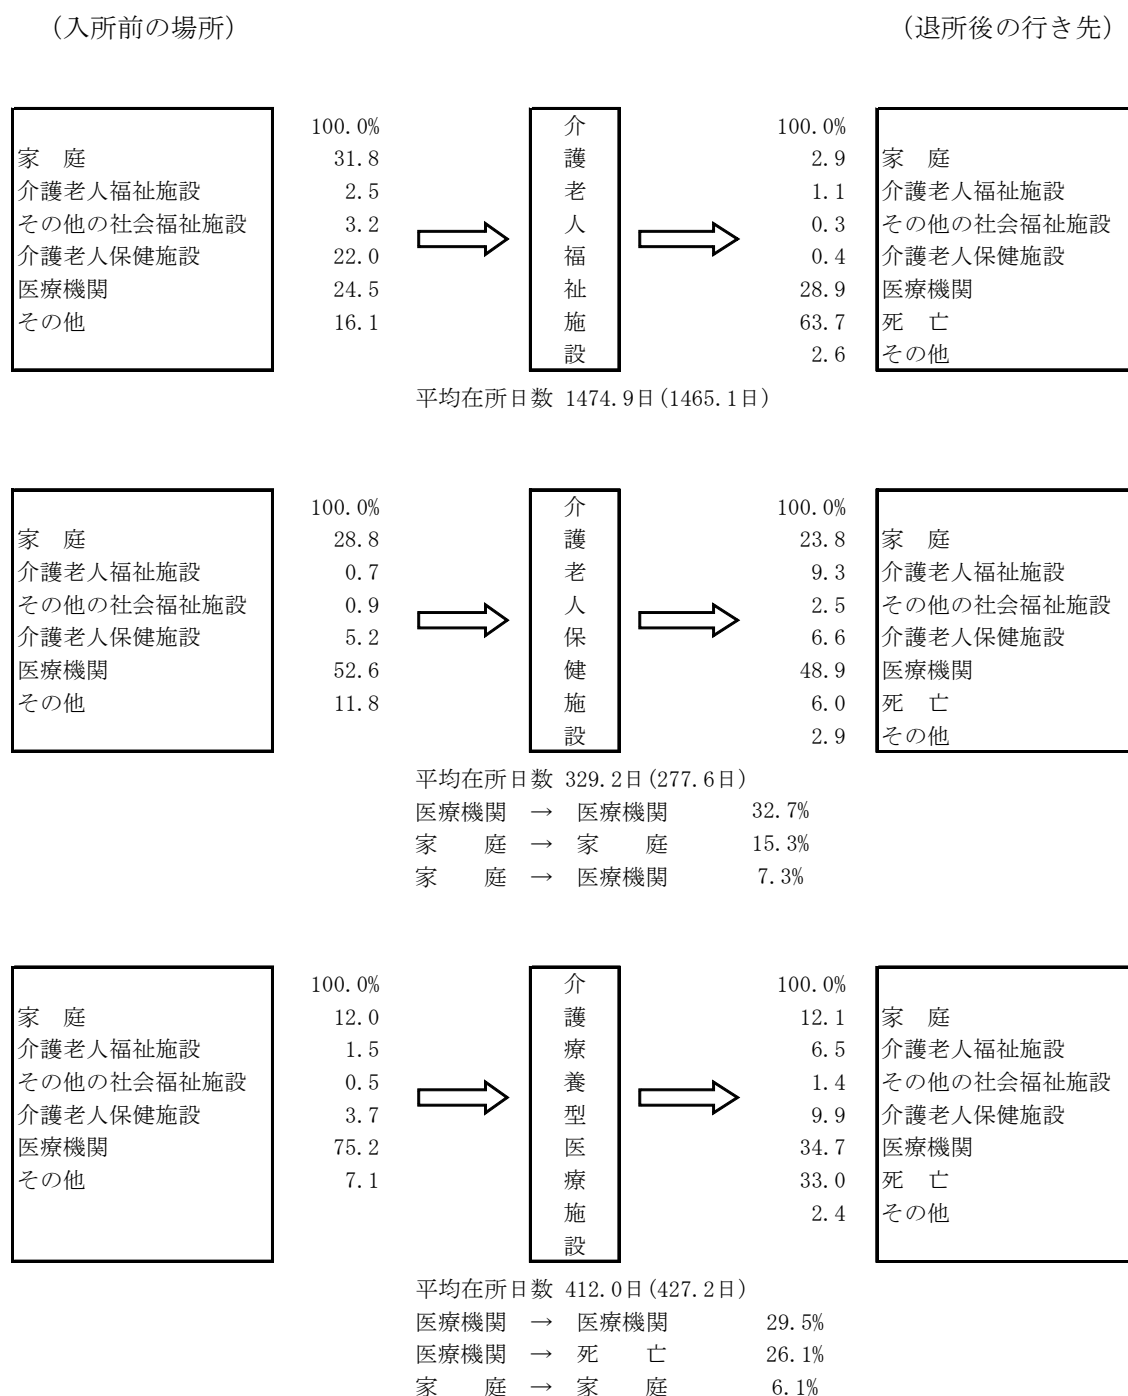 （入所前の場所） （退所後の行き先）
100.0% 介 100.0%
家　庭 31.8 護 2.9 家　庭
介護老人福祉施設 2.5 老 1.1 介護老人福祉施設
その他の社会福祉施設 3.2 人 0.3 その他の社会福祉施設
介護老人保健施設 22.0 福 0.4 介護老人保健施設
医療機関 24.5 祉 28.9 医療機関
その他 16.1 施 63.7 死　亡
設 2.6 その他
平均在所日数 1474.9日(1465.1日)
100.0% 介 100.0%
家　庭 28.8 護 23.8 家　庭
介護老人福祉施設 0.7 老 9.3 介護老人福祉施設
その他の社会福祉施設 0.9 人 2.5 その他の社会福祉施設
介護老人保健施設 5.2 保 6.6 介護老人保健施設
医療機関 52.6 健 48.9 医療機関
その他 11.8 施 6.0 死　亡
設 2.9 その他
平均在所日数 329.2日(277.6日)
医療機関 → 医療機関 32.7%
家　庭 → 家　庭 15.3%
家　庭 → 医療機関 7.3%
100.0% 介 100.0%
家　庭 12.0 護 12.1 家　庭
介護老人福祉施設 1.5 療 6.5 介護老人福祉施設
その他の社会福祉施設 0.5 養 1.4 その他の社会福祉施設
介護老人保健施設 3.7 型 9.9 介護老人保健施設
医療機関 75.2 医 34.7 医療機関
その他 7.1 療 33.0 死　亡
施 2.4 その他
設
平均在所日数 412.0日(427.2日)
医療機関 → 医療機関 29.5%
医療機関 → 死　亡 26.1%
家　庭 → 家　庭 6.1%